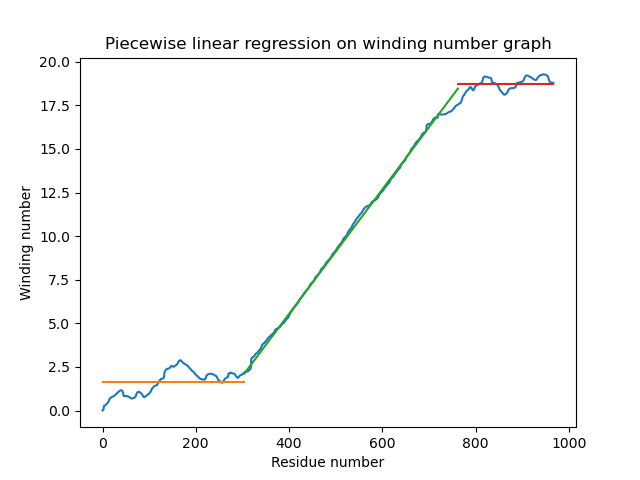 Piecewise linear regression on winding number graph
20.0
17.5
15.0
12.5
10.0
7.5
5.0
2.5
0.0
Winding number
0 200 400 600 800 1000
Residue number